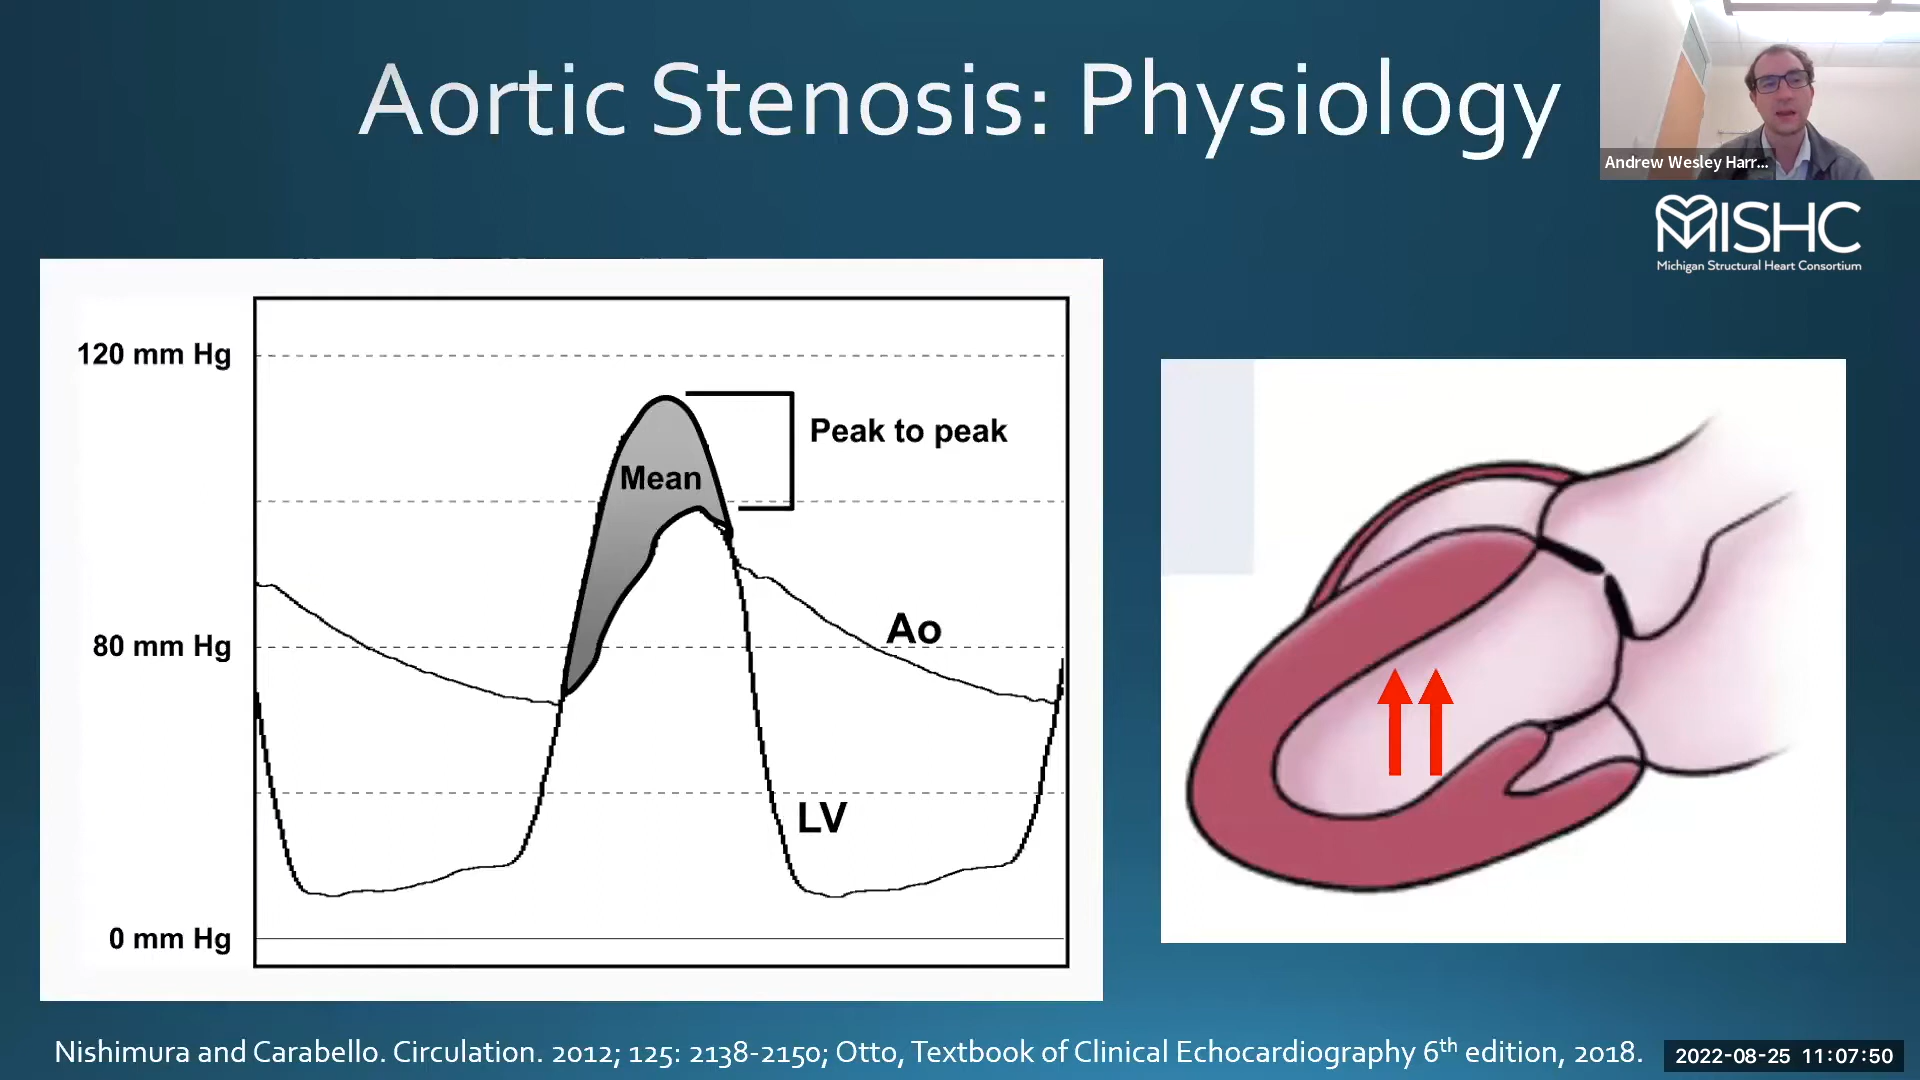 Aortic Stenosis: Physiology
Andrew Wesley Harr...
MISHC
Michigan Structural Heart Consortium
120 mm Hg
Peak to peak
Mean
Ao
80 mm Hg
LV
0 mm Hg
Nishimura and Carabello. Circulation. 2012; 125: 2138-2150; Otto, Textbook of Clinical Echocardiography 6th edition, 2018.
2022-08-25 11:07:50